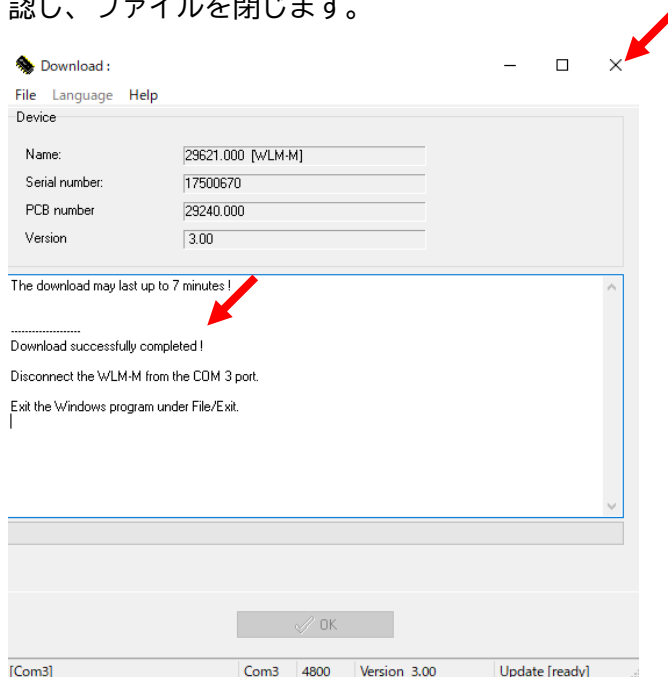 認し、ファイルを閉じます。
Download :
File Language Help
Device
Name: 29621.000 [WLM-M]
Serial number: 17500670
PCB number 29240.000
Version 3.00
The download may last up to 7 minutes !
--------------------
Download successfully completed !
Disconnect the WLM-M from the COM 3 port.
Exit the Windows program under File/Exit.
OK
[Com3] Com3 4800 Version 3.00 Update [ready]